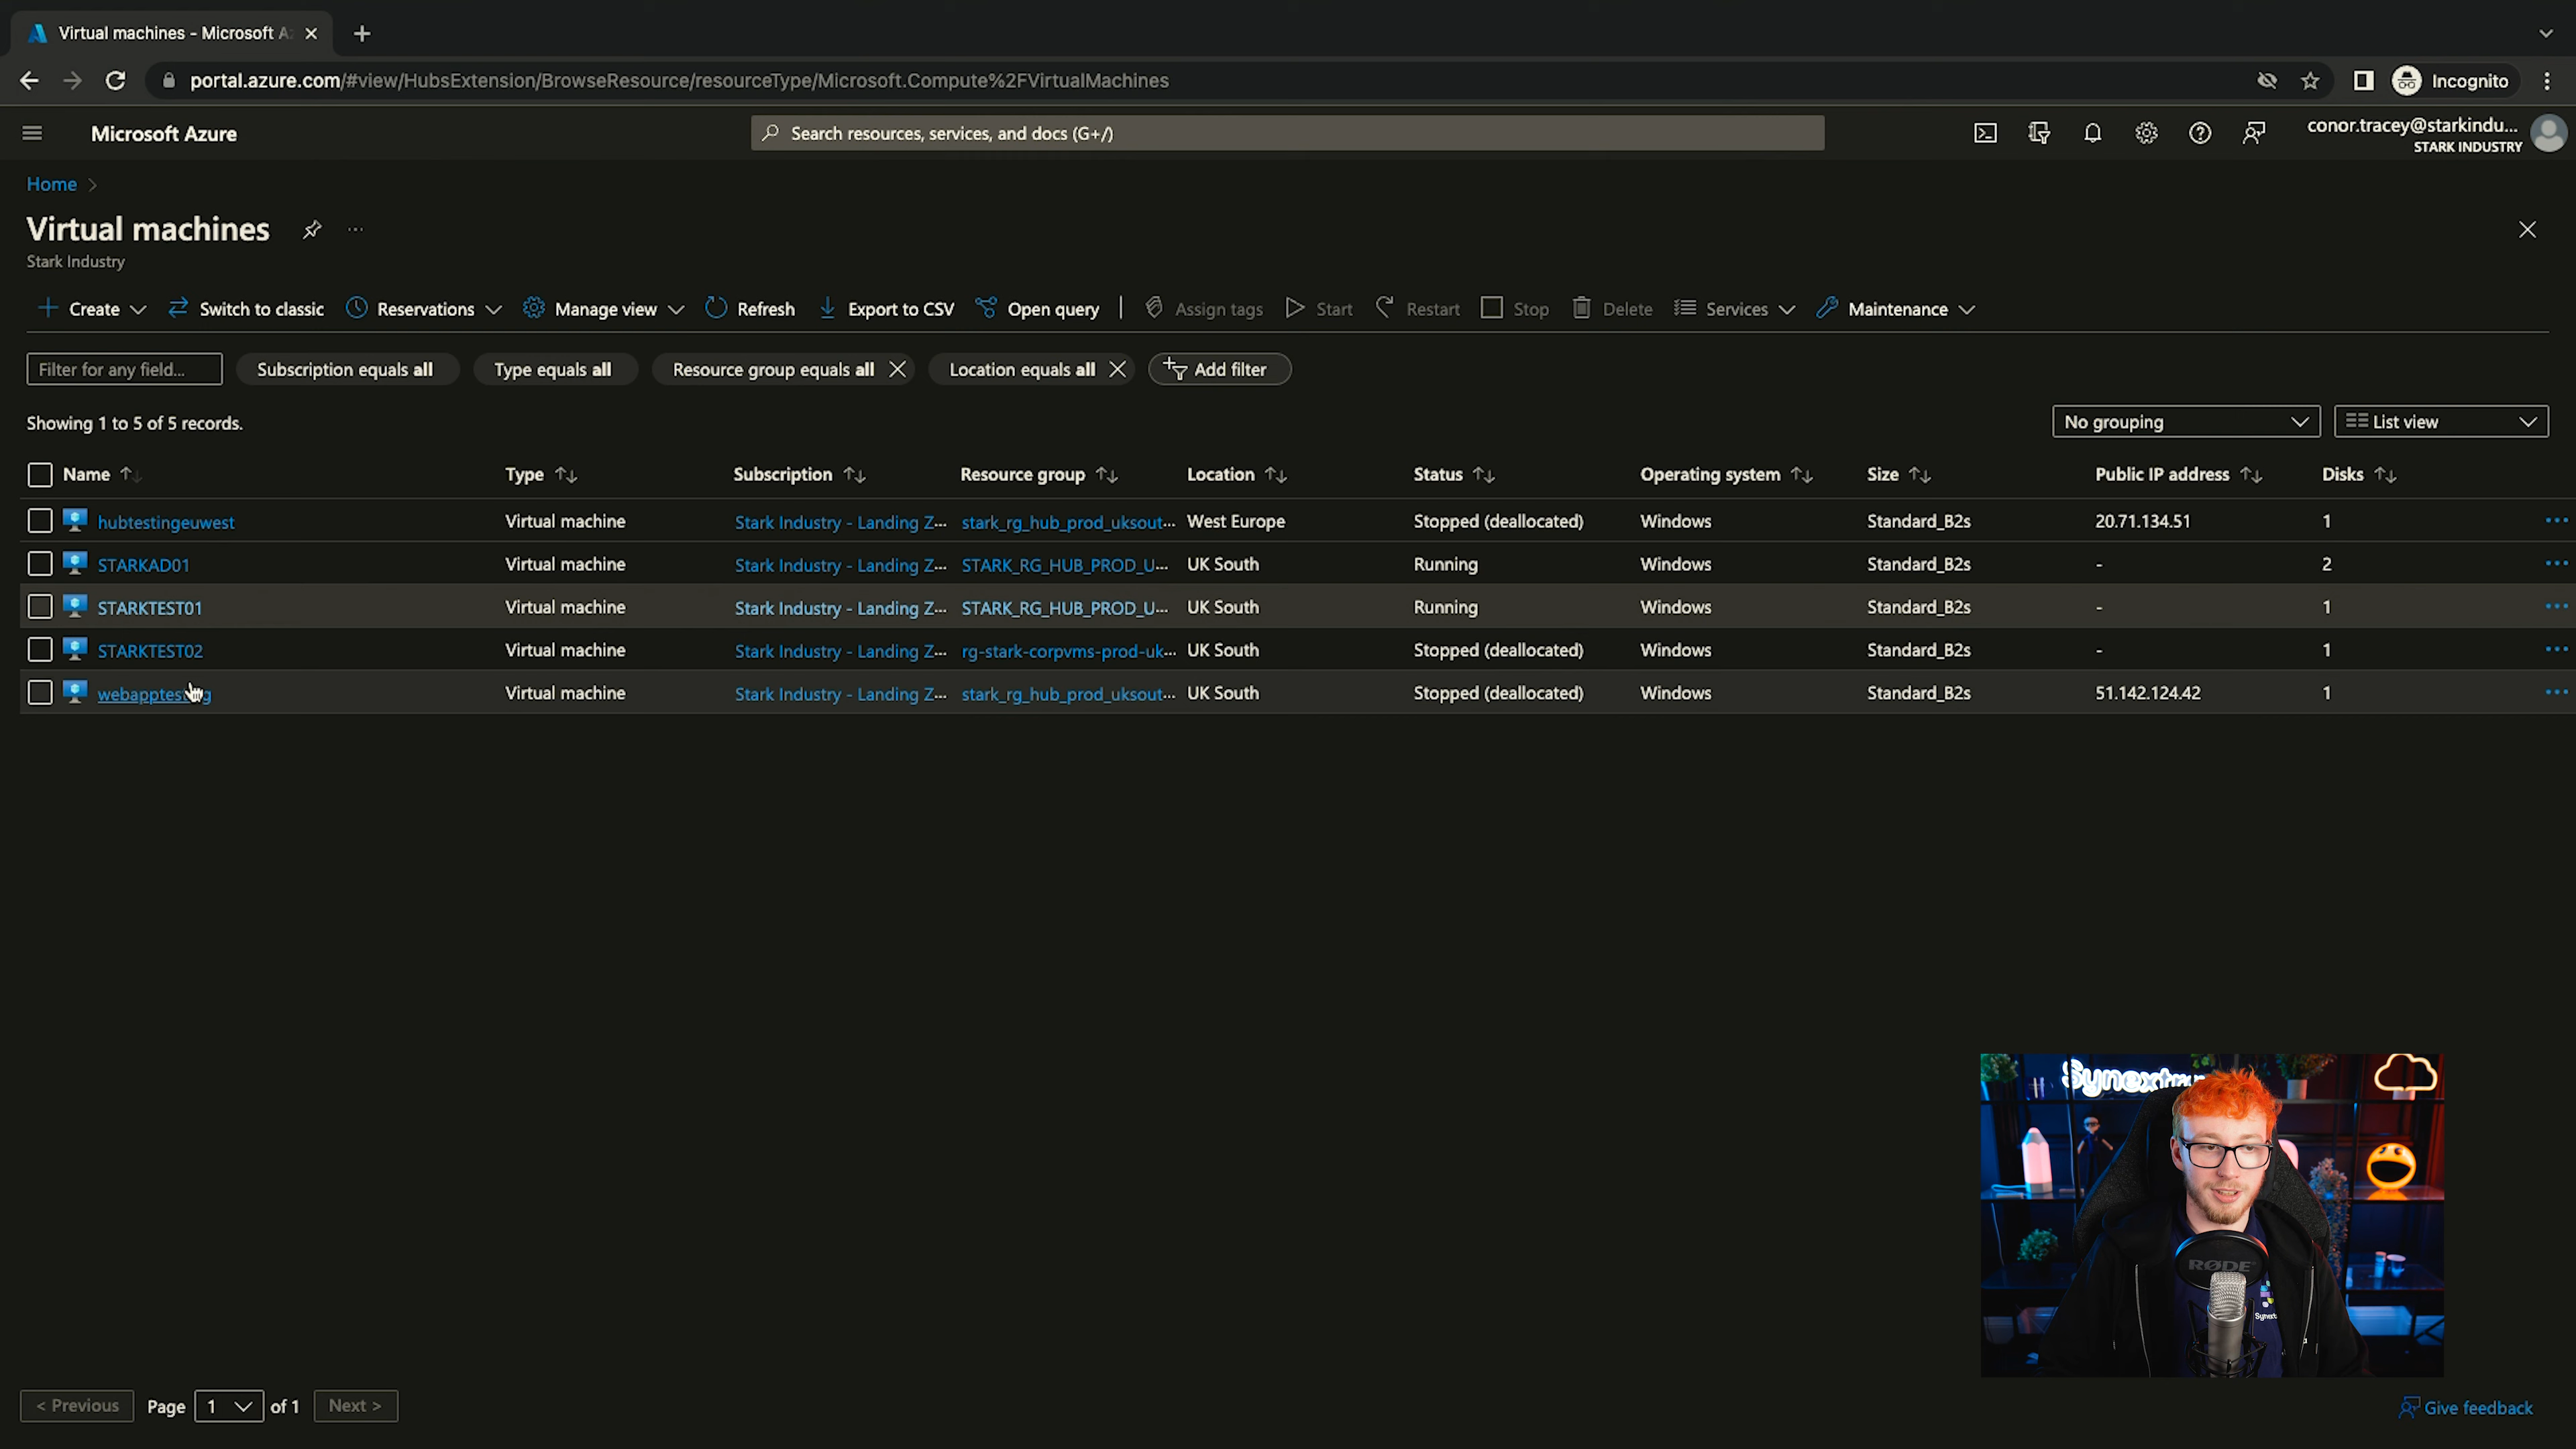 Virtual machines - Microsoft A
portal.azure.com/#view/HubsExtension/BrowseResource/resourceType/Microsoft.Compute%2FVirtualMachines
Incognito
Microsoft Azure
Search resources, services, and docs (G+/)
conor.tracey@starkindu...
STARK INDUSTRY
Home >
Virtual machines
...
Stark Industry
+ Create Switch to classic Reservations Manage view Refresh Export to CSV Open query | Assign tags Start Restart Stop Delete Services Maintenance
Filter for any field... Subscription equals all Type equals all Resource group equals all Location equals all Add filter
Showing 1 to 5 of 5 records.
No grouping List view
Name Type Subscription Resource group Location Status Operating system Size Public IP address Disks
hubtestingeuwest Virtual machine Stark Industry - Landing Z... stark_rg_hub_prod_uksout... West Europe Stopped (deallocated) Windows Standard_B2s 20.71.134.51 1 ...
STARKAD01 Virtual machine Stark Industry - Landing Z... STARK_RG_HUB_PROD_U... UK South Running Windows Standard_B2s - 2 ...
STARKTEST01 Virtual machine Stark Industry - Landing Z... STARK_RG_HUB_PROD_U... UK South Running Windows Standard_B2s - 1 ...
STARKTEST02 Virtual machine Stark Industry - Landing Z... rg-stark-corpvms-prod-uk... UK South Stopped (deallocated) Windows Standard_B2s - 1 ...
Virtual machine Stark Industry - Landing Z... stark_rg_hub_prod_uksout... UK South Stopped (deallocated) Windows Standard_B2s 51.142.124.42 1 ...
RØDE
< Previous Page 1 of 1 Next >
Give feedback